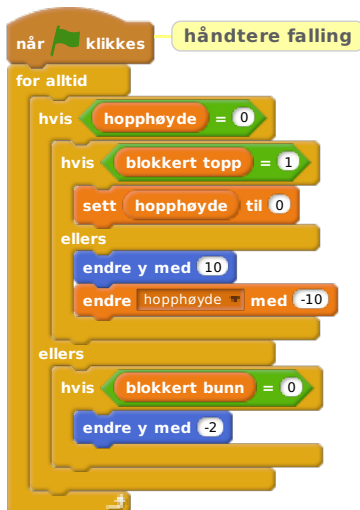 når klikkes håndtere falling
for alltid
hvis hopphøyde = 0
hvis blokkert topp = 1
sett hopphøyde til 0
ellers
endre y med 10
endre hopphøyde med -10
ellers
hvis blokkert bunn = 0
endre y med -2